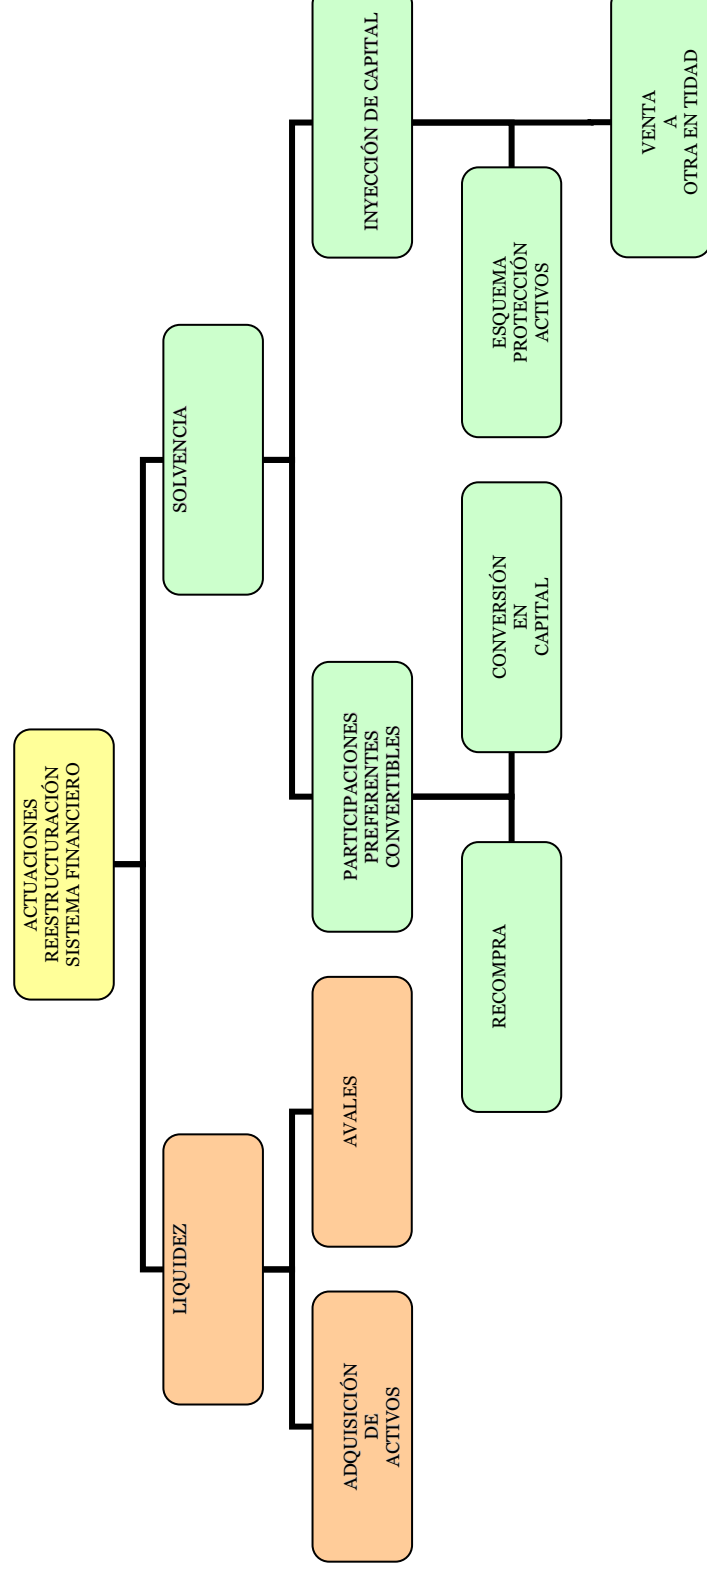 ACTUACIONES
REESTRUCTURACIÓN
SISTEMA FINANCIERO
LIQUIDEZ
SOLVENCIA
ADQUISICIÓN
DE
ACTIVOS
AVALES
PARTICIPACIONES
PREFERENTES
CONVERTIBLES
INYECCIÓN DE CAPITAL
RECOMPRA
CONVERSIÓN
EN
CAPITAL
ESQUEMA
PROTECCIÓN
ACTIVOS
VENTA
A
OTRA EN TIDAD